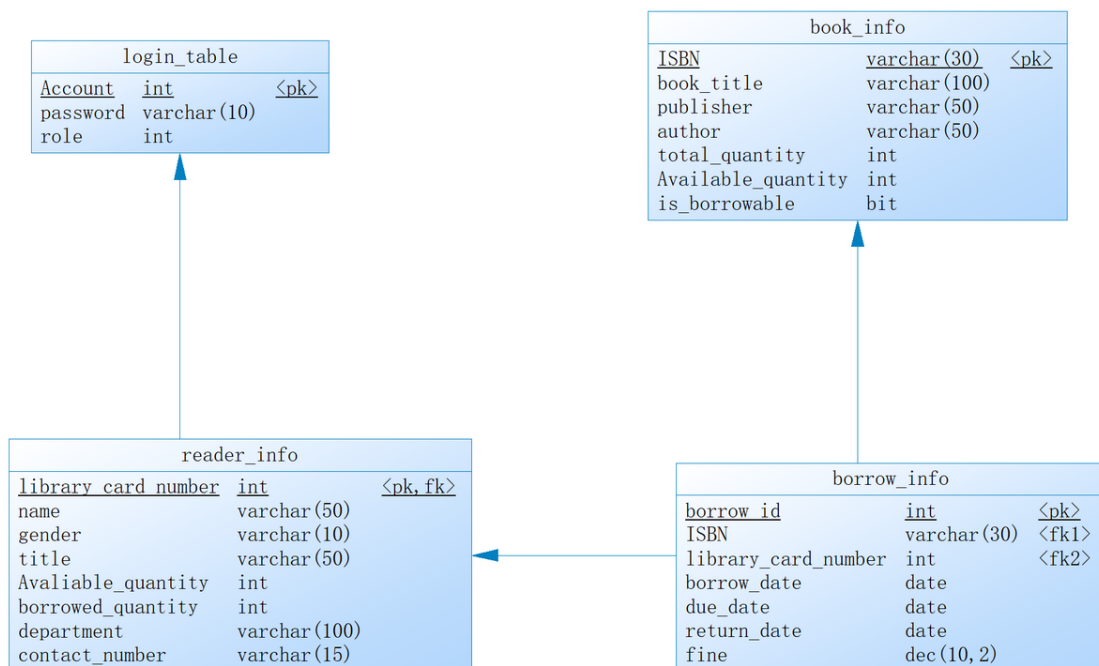 login_table
Account int <pk>
password varchar(10)
role int
book_info
ISBN varchar(30) <pk>
book_title varchar(100)
publisher varchar(50)
author varchar(50)
total_quantity int
Available_quantity int
is_borrowable bit
reader_info
library_card_number int <pk,fk>
name varchar(50)
gender varchar(10)
title varchar(50)
Avaliable_quantity int
borrowed_quantity int
department varchar(100)
contact_number varchar(15)
borrow_info
borrow_id int <pk>
ISBN varchar(30) <fk1>
library_card_number int <fk2>
borrow_date date
due_date date
return_date date
fine dec(10,2)